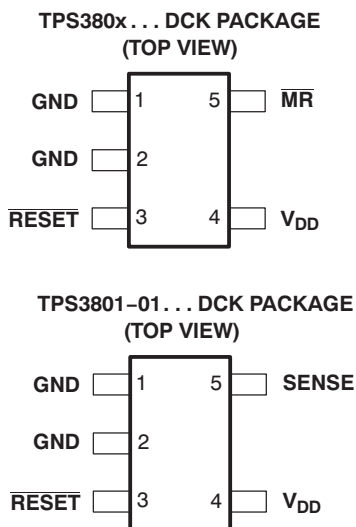 TPS380x . . . DCK PACKAGE
(TOP VIEW)
GND 1 5 MR
GND 2
RESET 3 4 VDD
TPS3801–01 . . . DCK PACKAGE
(TOP VIEW)
GND 1 5 SENSE
GND 2
RESET 3 4 VDD